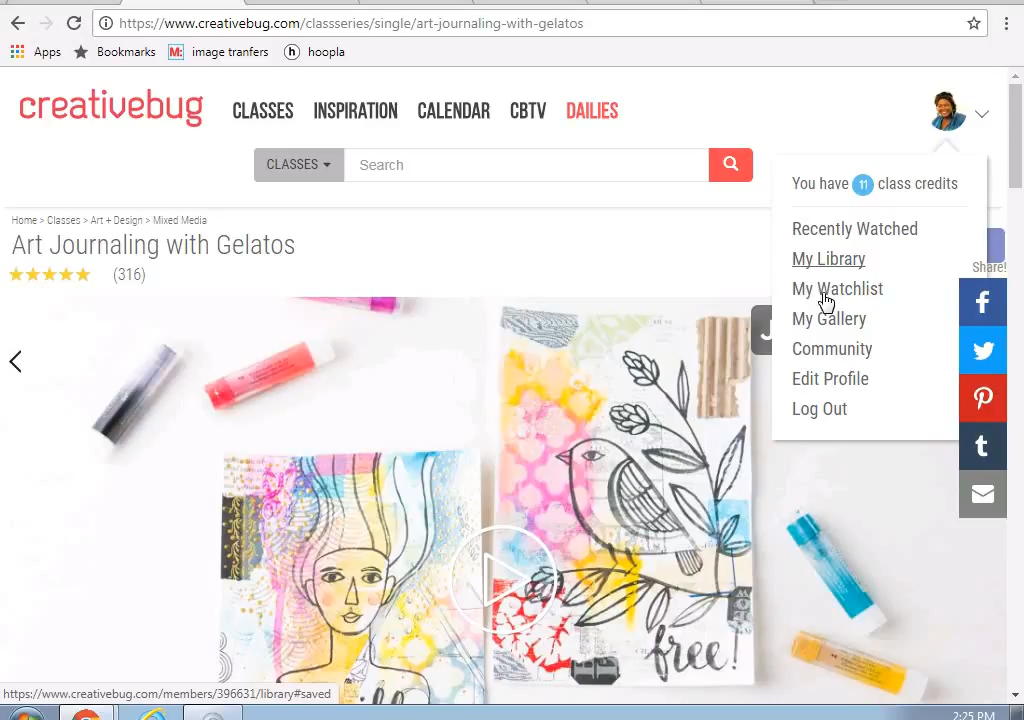 https://www.creativebug.com/classseries/single/art-journaling-with-gelatos
Apps Bookmarks M: image tranfers h hoopla
creativebug CLASSES INSPIRATION CALENDAR CBTV DAILIES
CLASSES Search
You have 11 class credits
Recently Watched
My Library
My Watchlist
My Gallery
Community
Edit Profile
Log Out
Home > Classes > Art + Design > Mixed Media
Art Journaling with Gelatos
(316)
Share!
free!
https://www.creativebug.com/members/396631/library#saved
2:25 PM